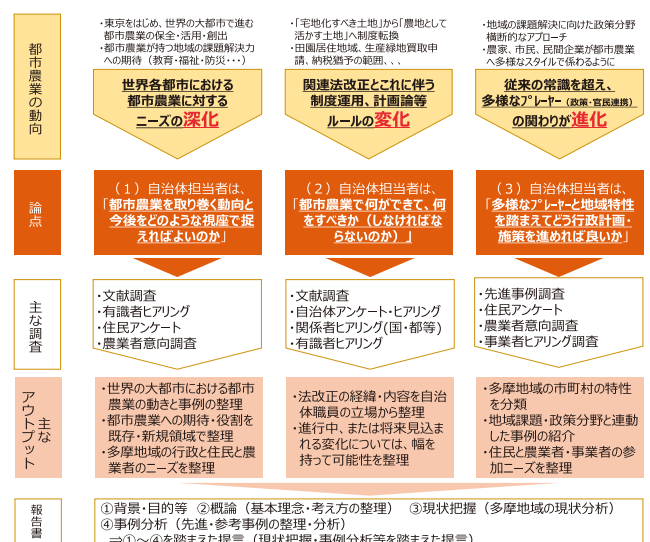 都市農業の動向
・東京をはじめ、世界の大都市で進む
都市農業の保全・活用・創出
・都市農業が持つ地域の課題解決力
への期待（教育・福祉・防災・・・）
世界各都市における
都市農業に対する
ニーズの深化
・「宅地化すべき土地」から「農地として
活かす土地」へ制度転換
・田園居住地域、生産緑地買取申
請、納税猶予の範囲、、、
関連法改正とこれに伴う
制度運用、計画論等
ルールの変化
・地域の課題解決に向けた政策分野
横断的なアプローチ
・農家、市民、民間企業が都市農業
へ多様なスタイルで係わるように
従来の常識を超え、
多様なﾌﾟﾚｰﾔｰ（政策・官民連携）
の関わりが進化
論点
（１）自治体担当者は、
「都市農業を取り巻く動向と
今後をどのような視座で捉
えればよいのか」
（２）自治体担当者は、
「都市農業で何ができて、何
をすべきか（しなければな
らないのか）」
（３）自治体担当者は、
「多様なﾌﾟﾚｰﾔｰと地域特性
を踏まえてどう行政計画・
施策を進めれば良いか」
主な調査
・文献調査
・有識者ヒアリング
・住民アンケート
・農業者意向調査
・文献調査
・自治体アンケート・ヒアリング
・関係者ヒアリング(国・都等)
・有識者ヒアリング
・先進事例調査
・住民アンケート
・農業者意向調査
・事業者ヒアリング調査
主な
アウトプット
・世界の大都市における都市
農業の動きと事例の整理
・都市農業への期待・役割を
既存・新規領域で整理
・多摩地域の行政と住民と農
業者のニーズを整理
・法改正の経緯・内容を自治
体職員の立場から整理
・進行中、または将来見込ま
れる変化については、幅を
持って可能性を整理
・多摩地域の市町村の特性
を分類
・地域課題・政策分野と連動
した事例の紹介
・住民と農業者・事業者の参
加ニーズを整理
報告書
①背景・目的等　②概論（基本理念・考え方の整理）　③現状把握（多摩地域の現状分析）
④事例分析（先進・参考事例の整理・分析）
⇒①～④を踏まえた提言（現状把握・事例分析等を踏まえた提言）